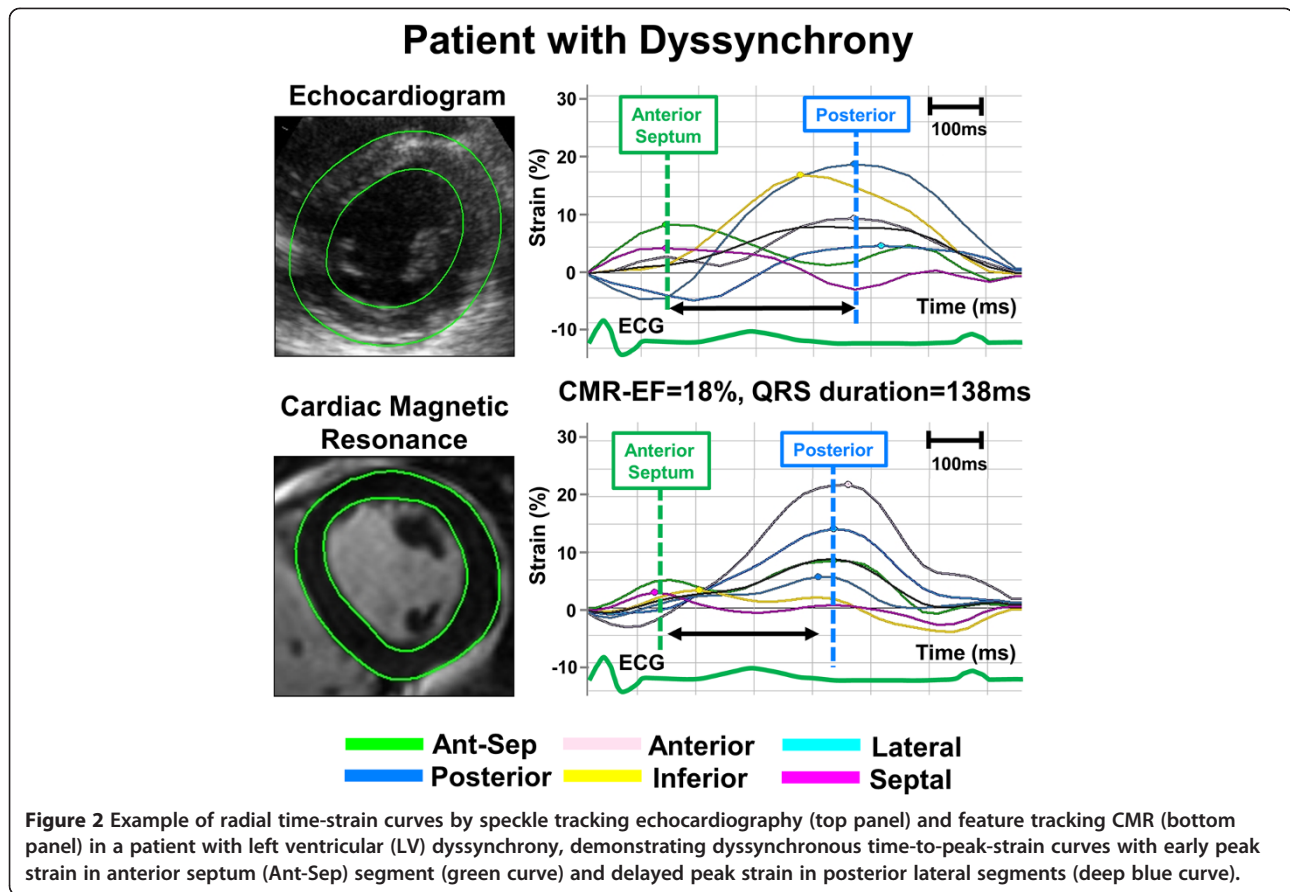 Patient with Dyssynchrony
Echocardiogram
30
20
10
0
-10
Strain (%)
Anterior
Septum
Posterior
100ms
Time (ms)
ECG
CMR-EF=18%, QRS duration=138ms
Cardiac Magnetic
Resonance
30
20
10
0
-10
Strain (%)
Anterior
Septum
Posterior
100ms
Time (ms)
ECG
Ant-Sep Anterior Lateral
Posterior Inferior Septal
Figure 2 Example of radial time-strain curves by speckle tracking echocardiography (top panel) and feature tracking CMR (bottom
panel) in a patient with left ventricular (LV) dyssynchrony, demonstrating dyssynchronous time-to-peak-strain curves with early peak
strain in anterior septum (Ant-Sep) segment (green curve) and delayed peak strain in posterior lateral segments (deep blue curve).